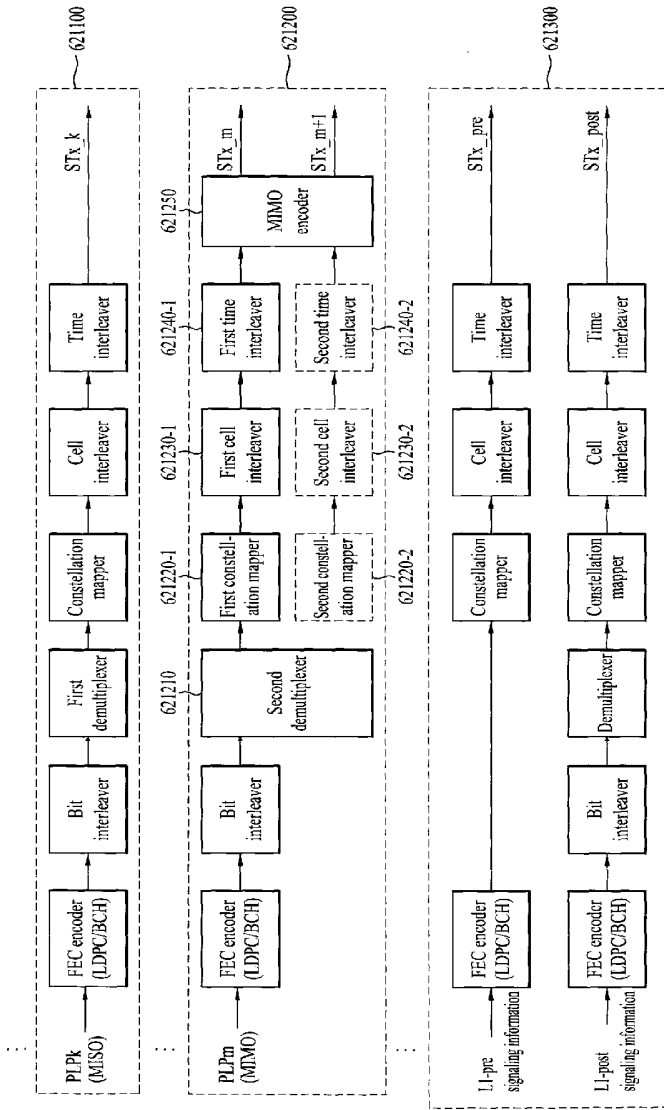 621100
PLPk
(MISO)
FEC encoder
(LDPC/BCH)
Bit
interleaver
First
demultiplexer
Constellation
mapper
Cell
interleaver
Time
interleaver
STx_k
621200
PLPm
(MIMO)
FEC encoder
(LDPC/BCH)
Bit
interleaver
621210
Second
demultiplexer
621220-1
First constell-
ation mapper
621230-1
First cell
interleaver
621240-1
First time
interleaver
621250
MIMO
encoder
STx_m
STx_m+1
Second constell-
ation mapper
621220-2
Second cell
interleaver
621230-2
Second time
interleaver
621240-2
621300
L1-pre
signaling information
FEC encoder
(LDPC/BCH)
Constellation
mapper
Cell
interleaver
Time
interleaver
STx_pre
L1-post
signaling information
FEC encoder
(LDPC/BCH)
Bit
interleaver
Demultiplexer
Constellation
mapper
Cell
interleaver
Time
interleaver
STx_post